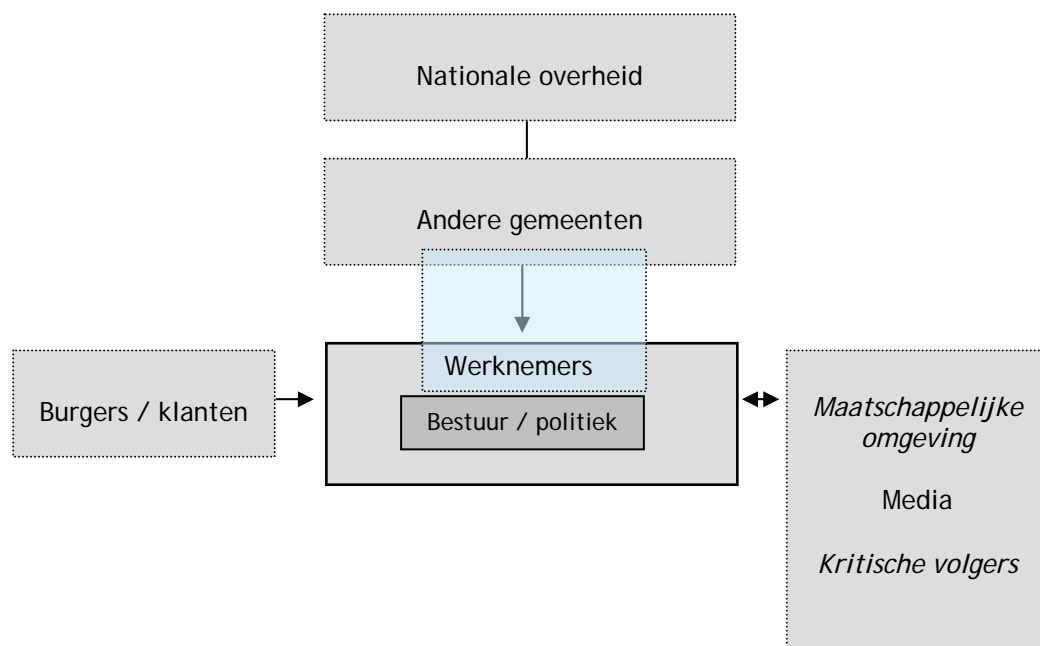 Nationale overheid
Andere gemeenten
Werknemers
Bestuur / politiek
Burgers / klanten
Maatschappelijke
omgeving
Media
Kritische volgers